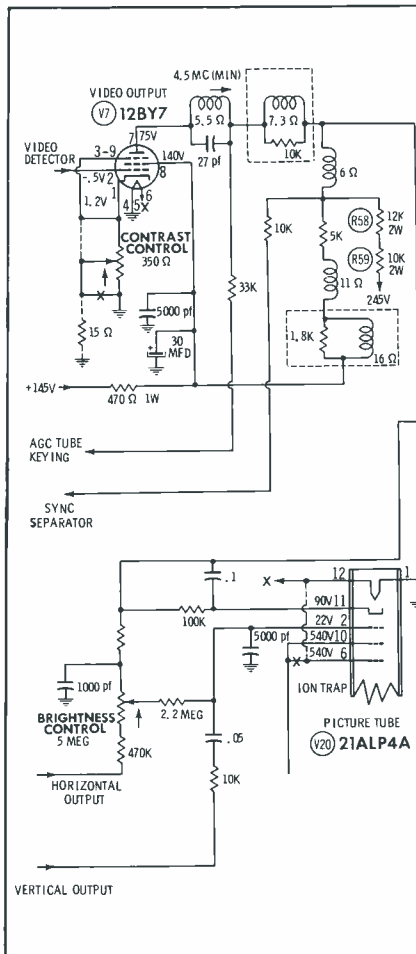 4.5 MC (MIN)
VIDEO OUTPUT
V7 12BY7
5.5 Ω
7.3 Ω
7
75V
VIDEO
DETECTOR
3-9
140V
27 pf
10K
-.5V
2
8
6Ω
1
1.2V
4 5 X
6
10K
5K
R58
12K
2W
CONTRAST
CONTROL
350 Ω
R59
10K
2W
X
33K
11 Ω
245V
5000 pf
15 Ω
30
MFD
1.8K
16 Ω
+145V
470 Ω 1W
AGC TUBE
KEYING
SYNC
SEPARATOR
.1
X
12
1
90V 11
100K
22V 2
5000 pf
540V 10
540V 6
X
1000 pf
ION TRAP
BRIGHTNESS
CONTROL
5 MEG
2.2 MEG
PICTURE TUBE
V20 21ALP4A
.05
470K
HORIZONTAL
OUTPUT
10K
VERTICAL OUTPUT